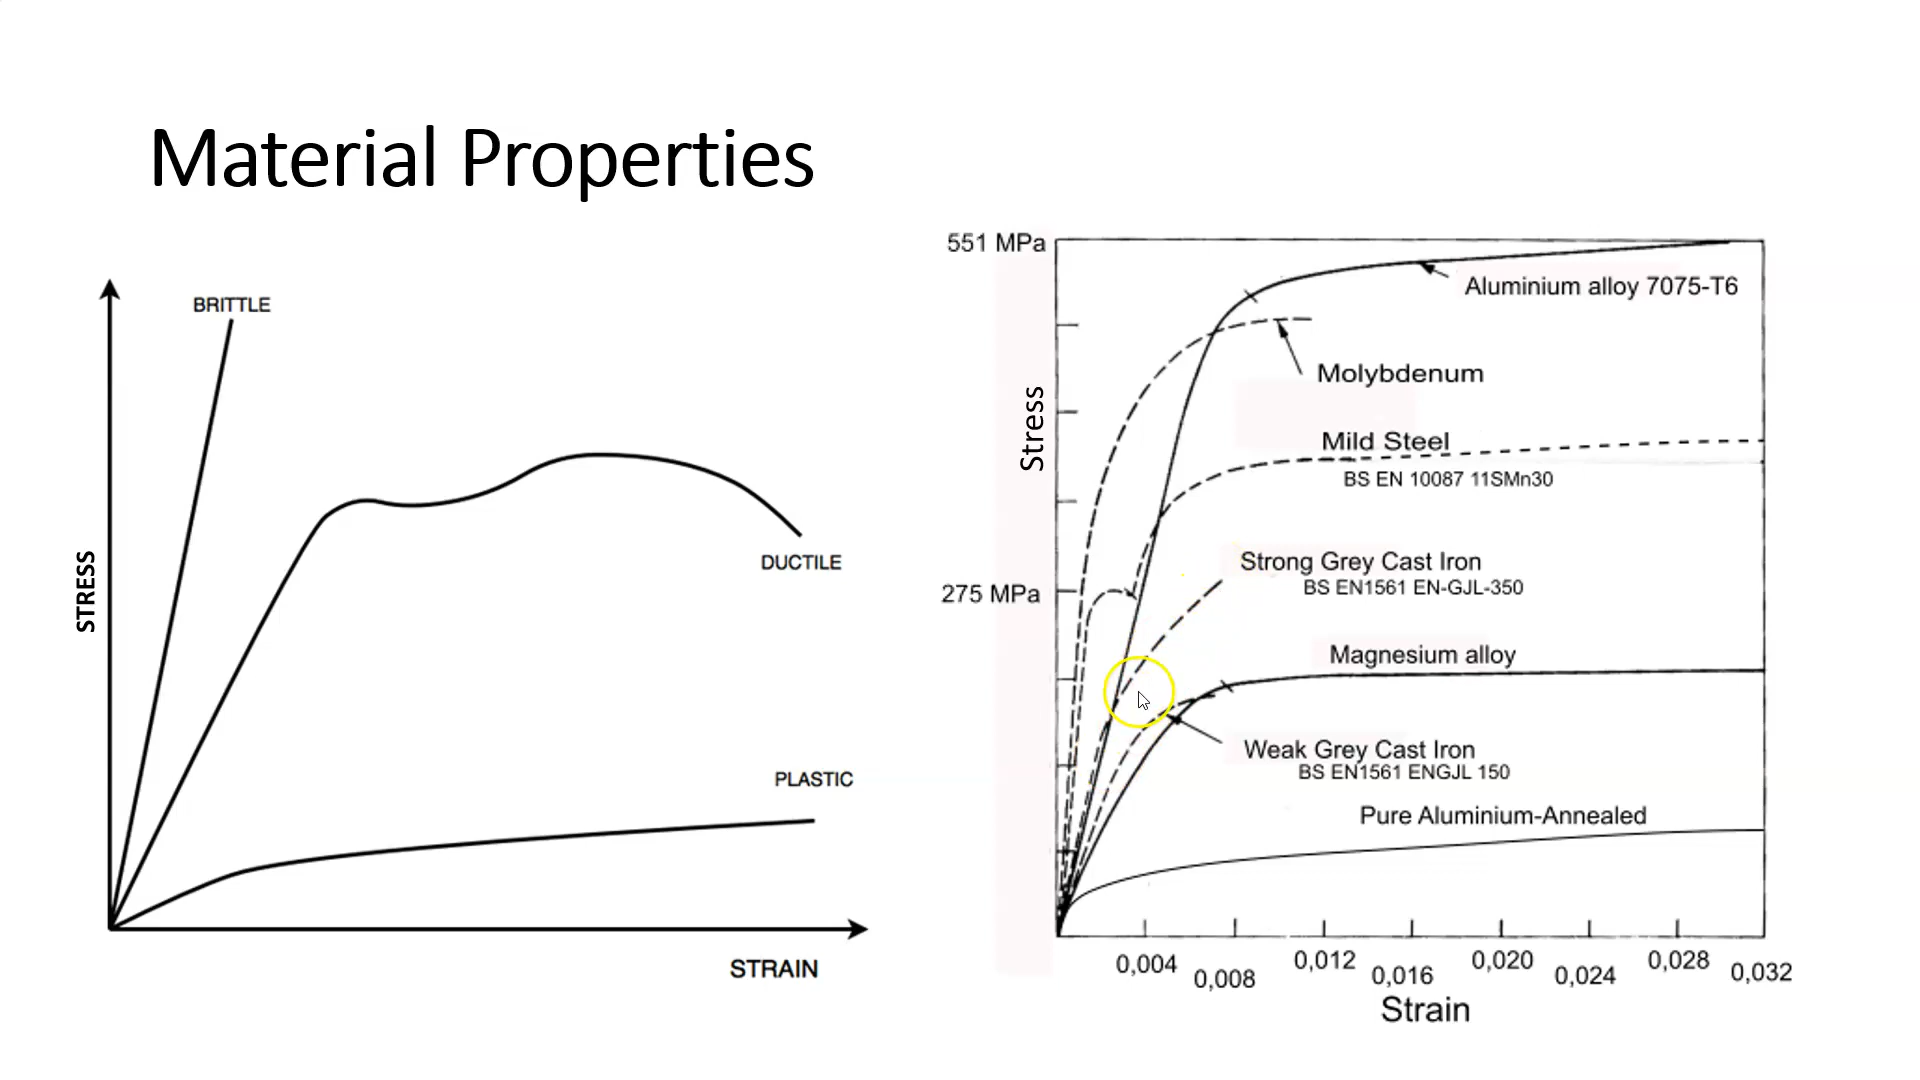 Material Properties
BRITTLE
DUCTILE
PLASTIC
STRESS
STRAIN
551 MPa
275 MPa
Stress
Aluminium alloy 7075-T6
Molybdenum
Mild Steel
BS EN 10087 11SMn30
Strong Grey Cast Iron
BS EN1561 EN-GJL-350
Magnesium alloy
Weak Grey Cast Iron
BS EN1561 ENGJL 150
Pure Aluminium-Annealed
0,004
0,008
0,012
0,016
0,020
0,024
0,028
0,032
Strain